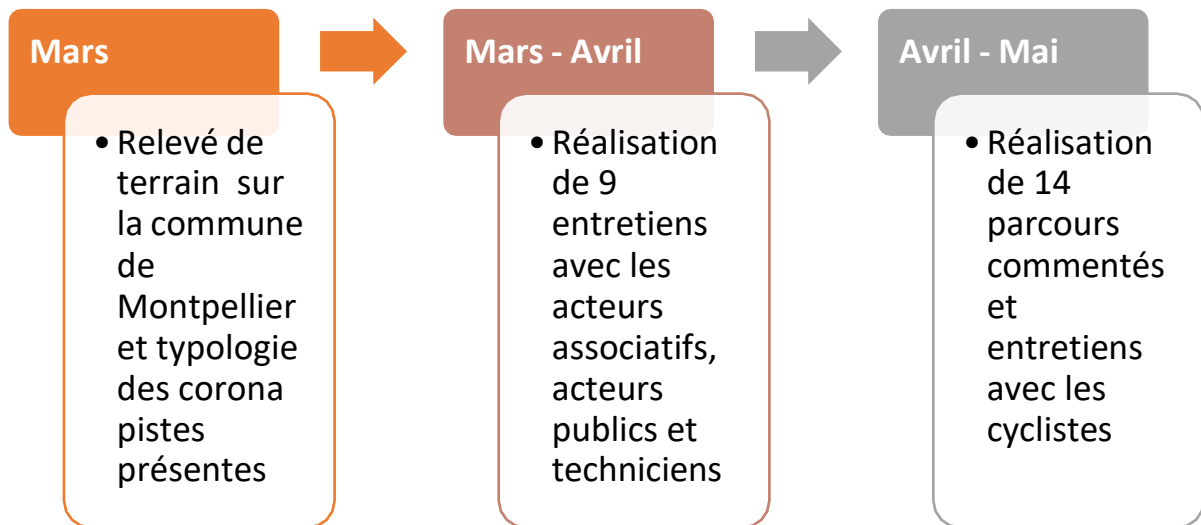 Mars
• Relevé de
terrain sur
la commune
de
Montpellier
et typologie
des corona
pistes
présentes
Mars - Avril
• Réalisation
de 9
entretiens
avec les
acteurs
associatifs,
acteurs
publics et
techniciens
Avril - Mai
• Réalisation
de 14
parcours
commentés
et
entretiens
avec les
cyclistes